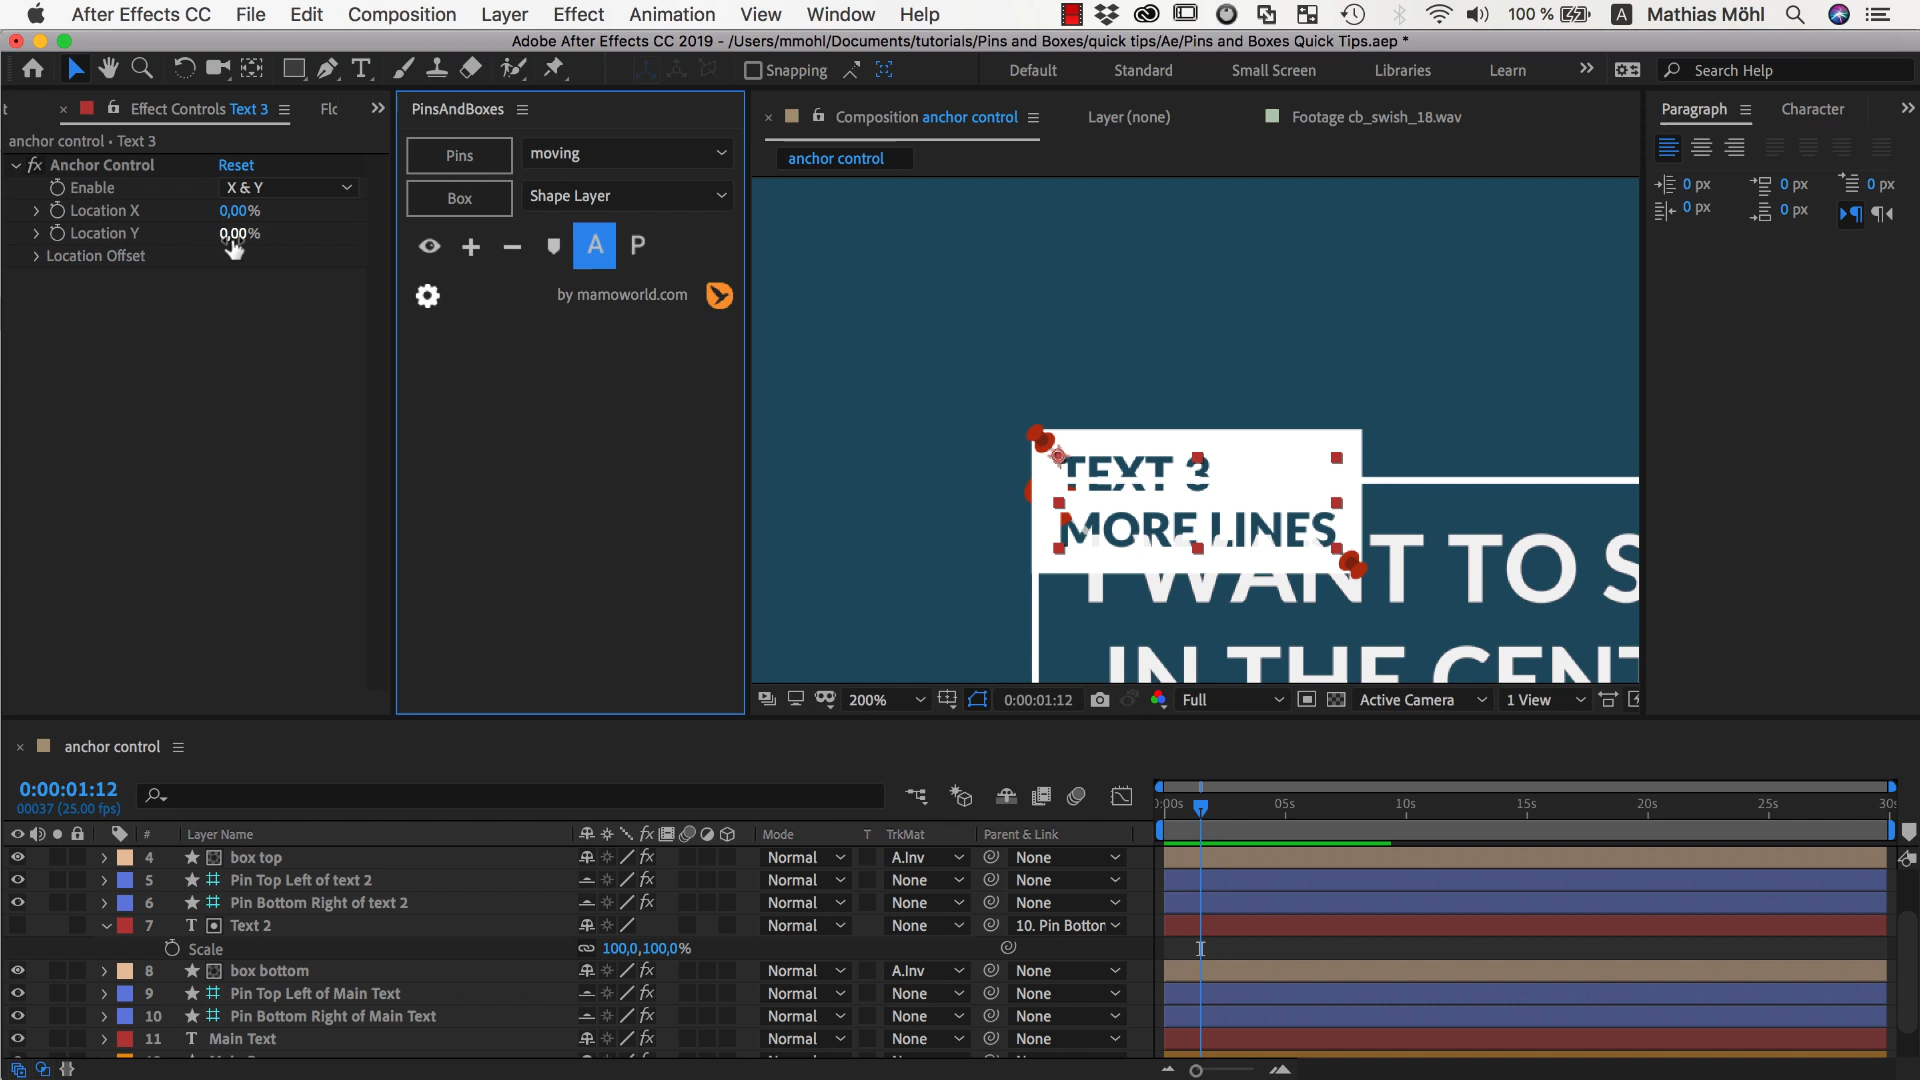 After Effects CC File Edit Composition Layer Effect Animation View Window Help 100 % A Mathias Möhl
Adobe After Effects CC 2019 - /Users/mmohl/Documents/tutorials/Pins and Boxes/quick tips/Ae/Pins and Boxes Quick Tips.aep *
Snapping Default Standard Small Screen Libraries Learn Search Help
Effect Controls Text 3
PinsAndBoxes
Composition anchor control
Layer (none)
Footage cb_swish_18.wav
Paragraph Character
anchor control • Text 3
fx Anchor Control Reset
Enable X & Y
Location X 0,00%
Location Y 0,00%
Location Offset
Pins moving
Box Shape Layer
A P
by mamoworld.com
anchor control
0 px 0 px 0 px
0 px 0 px
TEXT 3
MORE LINES
I WANT TO S
IN THE CENT
200% 0:00:01:12 Full Active Camera 1 View
anchor control
0:00:01:12
00037 (25.00 fps)
05s 10s 15s 20s 25s
# Layer Name Mode T TrkMat Parent & Link
4 box top Normal A.Inv None
5 Pin Top Left of text 2 Normal None None
6 Pin Bottom Right of text 2 Normal None None
7 T Text 2 Normal None 10. Pin Bottor
Scale 100,0,100,0%
8 box bottom Normal A.Inv None
9 Pin Top Left of Main Text Normal None None
10 Pin Bottom Right of Main Text Normal None None
11 T Main Text Normal None None